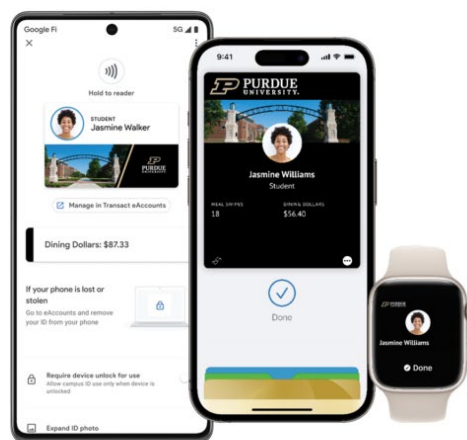 Google Fi
5G
Hold to reader
STUDENT
Jasmine Walker
PURDUE
UNIVERSITY
Manage in Transact eAccounts
Dining Dollars: $87.33
If your phone is lost or
stolen
Go to eAccounts and remove
your ID from your phone
Require device unlock for use
Allow campus ID use only when device is
unlocked
Expand ID photo
9:41
PURDUE
UNIVERSITY®
Jasmine Williams
Student
MEAL SWIPES
DINING DOLLARS
18
$56.40
Done
PURDUE
Jasmine Williams
Done